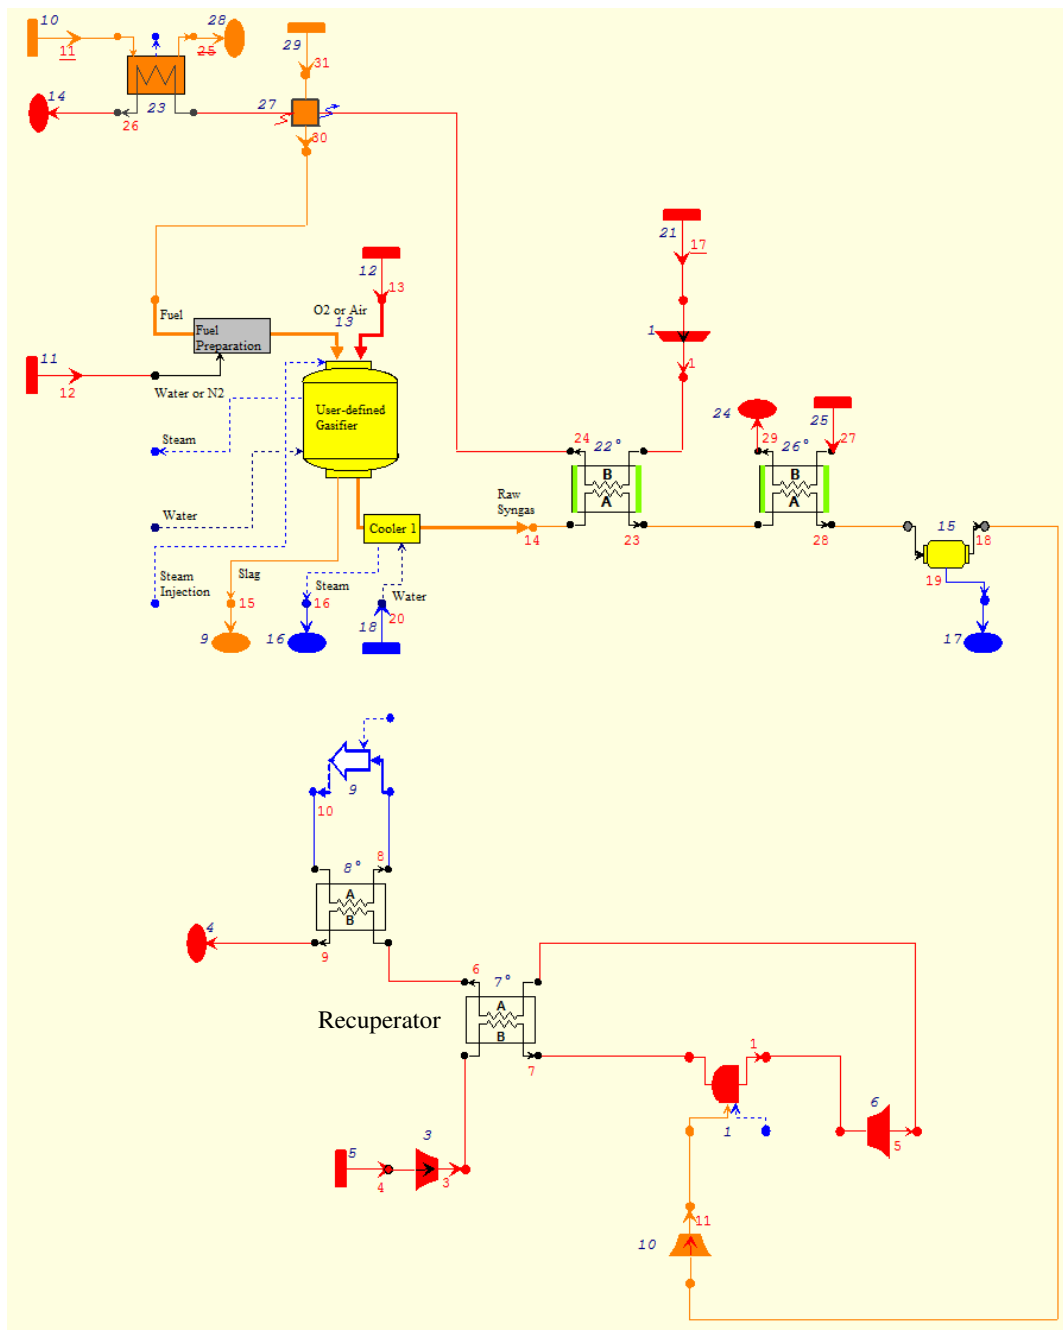 10
28
11
25
29
31
14
23
27
26
30
21
17
12
13
O2 or Air
13
Fuel
Fuel
Preparation
1
1
11
12
Water or N2
User-defined
Gasifier
Steam
24
22°
24
29
26°
25
27
B
A
B
A
Raw
Syngas
Cooler 1
Water
14
23
28
15
18
19
Steam
Injection
Slag
Steam
Water
15
16
20
9
16
18
17
9
10
8
8°
A
B
4
9
6
7°
A
B
Recuperator
7
1
6
5
1
3
5
4
3
11
10